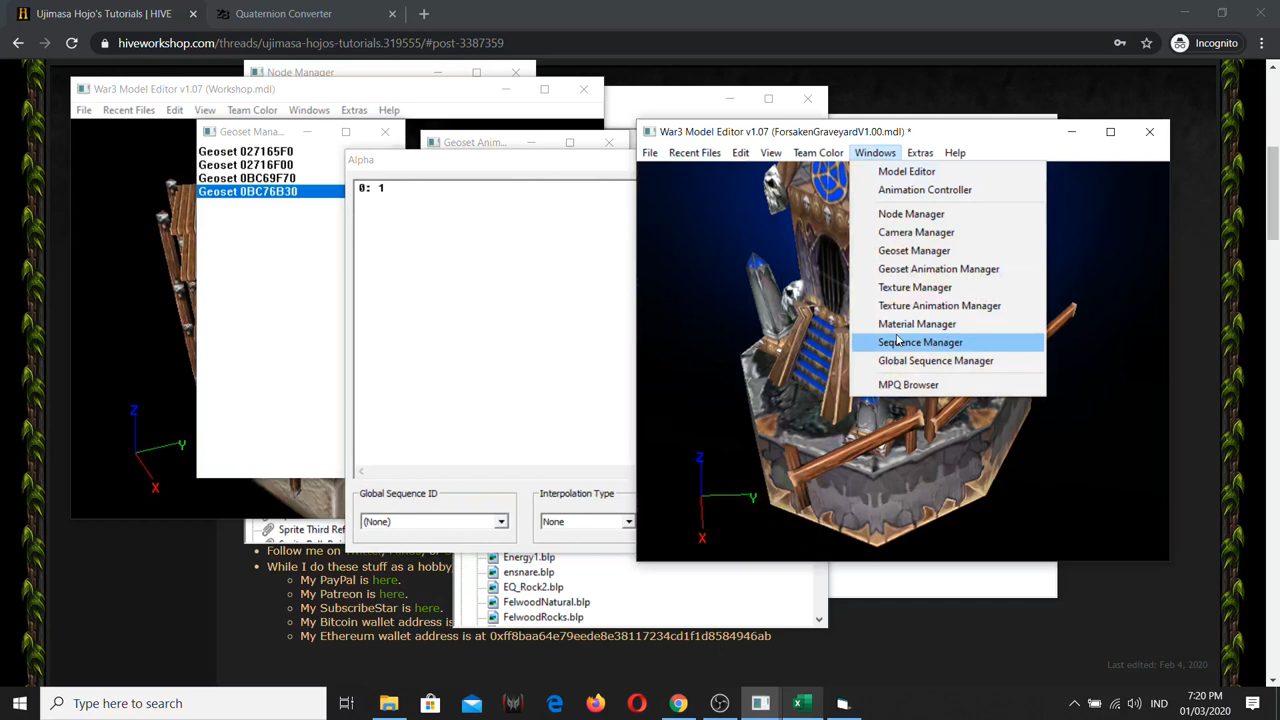 Ujimasa Hojo's Tutorials | HIVE
Quaternion Converter
hiveworkshop.com/threads/ujimasa-hojos-tutorials.319555/#post-3387359
Incognito
Node Manager
War3 Model Editor v1.07 (Workshop.mdl)
File Recent Files Edit View Team Color Windows Extras Help
Geoset Mana...
Geoset 027165F0
Geoset 02716F00
Geoset 0BC69F70
Geoset 0BC76B30
Geoset Anim...
Alpha
0: 1
Global Sequence ID
(None)
Interpolation Type
None
War3 Model Editor v1.07 (ForsakenGraveyardV1.00.mdl) *
File Recent Files Edit View Team Color Windows Extras Help
Model Editor
Animation Controller
Node Manager
Camera Manager
Geoset Manager
Geoset Animation Manager
Texture Manager
Texture Animation Manager
Material Manager
Sequence Manager
Global Sequence Manager
MPQ Browser
Z
Y
X
Z
Y
X
Sprite Third Ref
Energy1.blp
ensnare.blp
EQ_Rock2.blp
FelwoodNatural.blp
FelwoodRocks.blp
While I do these stuff as a hobby
My PayPal is here.
My Patreon is here.
My SubscribeStar is here.
My Bitcoin wallet address is
My Ethereum wallet address is at 0xff8baa64e79eede8e38117234cd1f1d8584946ab
Last edited: Feb 4, 2020
Type here to search
IND
7:20 PM
01/03/2020